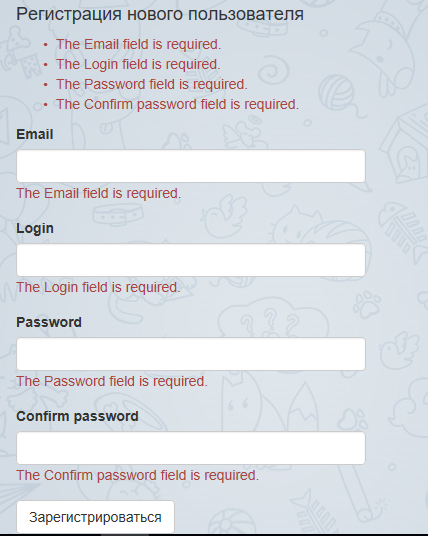 Регистрация нового пользователя
• The Email field is required.
• The Login field is required.
• The Password field is required.
• The Confirm password field is required.
Email
The Email field is required.
Login
The Login field is required.
Password
The Password field is required.
Confirm password
The Confirm password field is required.
Зарегистрироваться